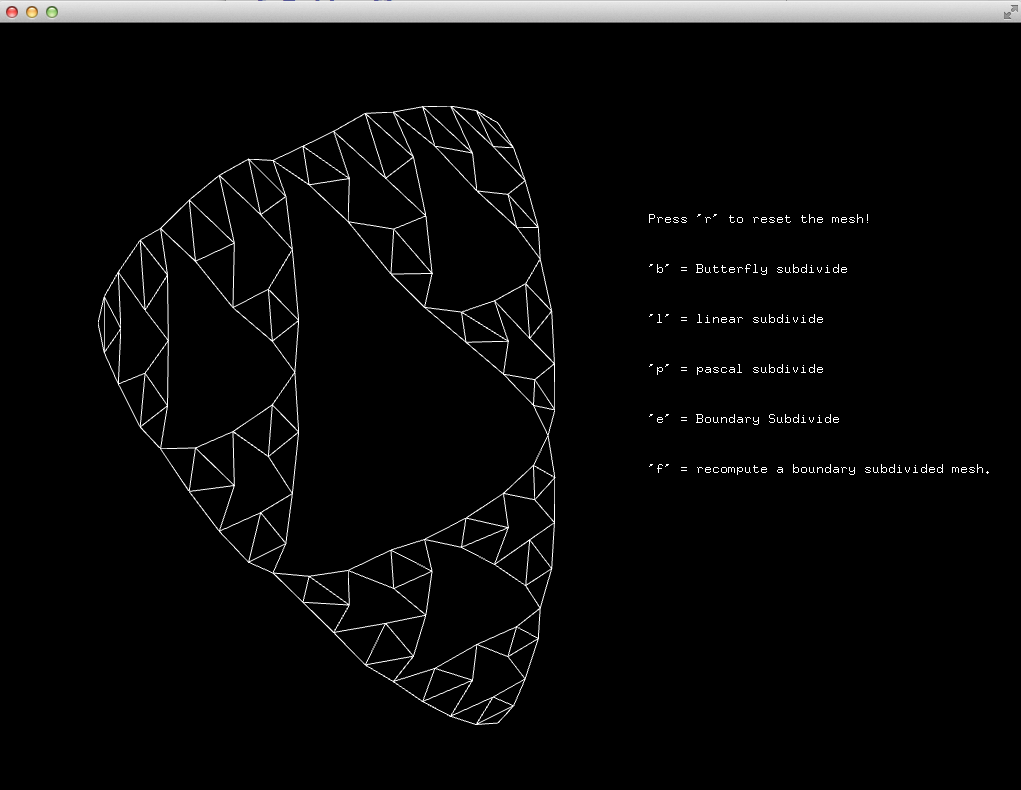 Press "r" to reset the mesh!
"b" = Butterfly subdivide
"l" = linear subdivide
"p" = pascal subdivide
"e" = Boundary Subdivide
"f" = recompute a boundary subdivided mesh.